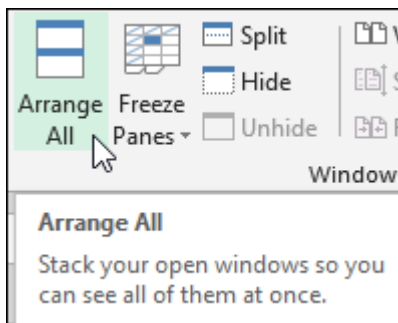 Arrange All
Freeze Panes
Split
Hide
Unhide
Window
Arrange All
Stack your open windows so you
can see all of them at once.